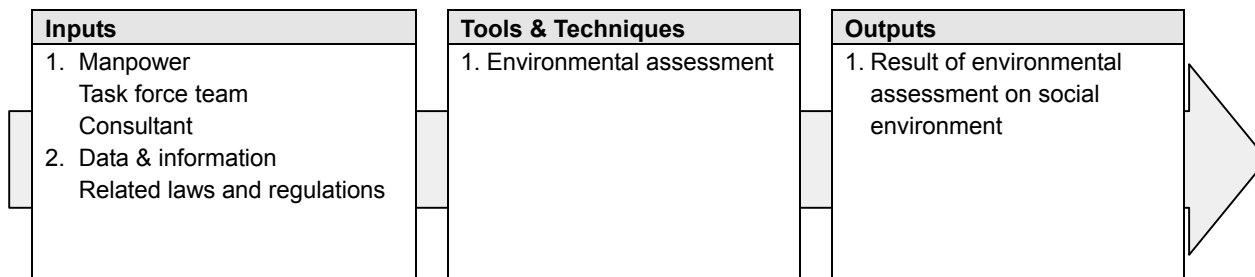 Inputs
1. Manpower
Task force team
Consultant
2. Data & information
Related laws and regulations
Tools & Techniques
1. Environmental assessment
Outputs
1. Result of environmental
assessment on social
environment